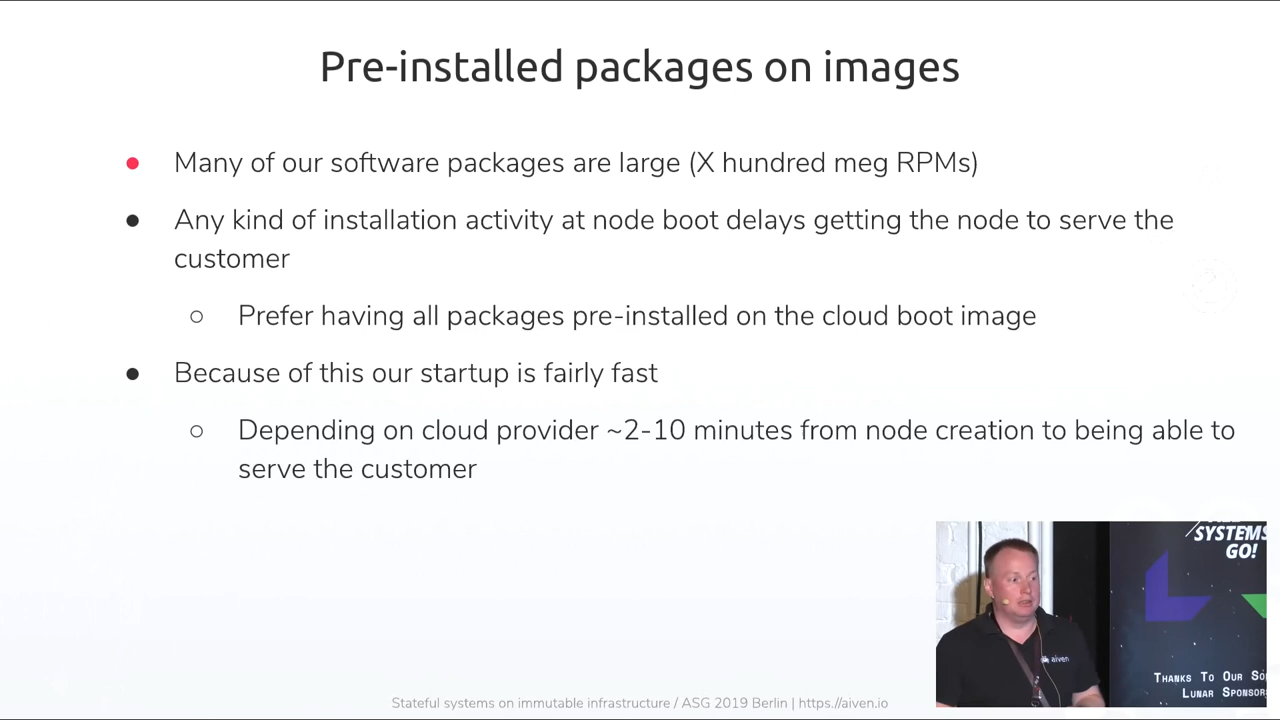 Pre-installed packages on images
● Many of our software packages are large (X hundred meg RPMs)
● Any kind of installation activity at node boot delays getting the node to serve the
customer
○ Prefer having all packages pre-installed on the cloud boot image
● Because of this our startup is fairly fast
○ Depending on cloud provider ~2-10 minutes from node creation to being able to
serve the customer
SYSTEMS
GO!
aiven
Thanks To Our
Lunar Sponsors
Stateful systems on immutable infrastructure / ASG 2019 Berlin | https://aiven.io